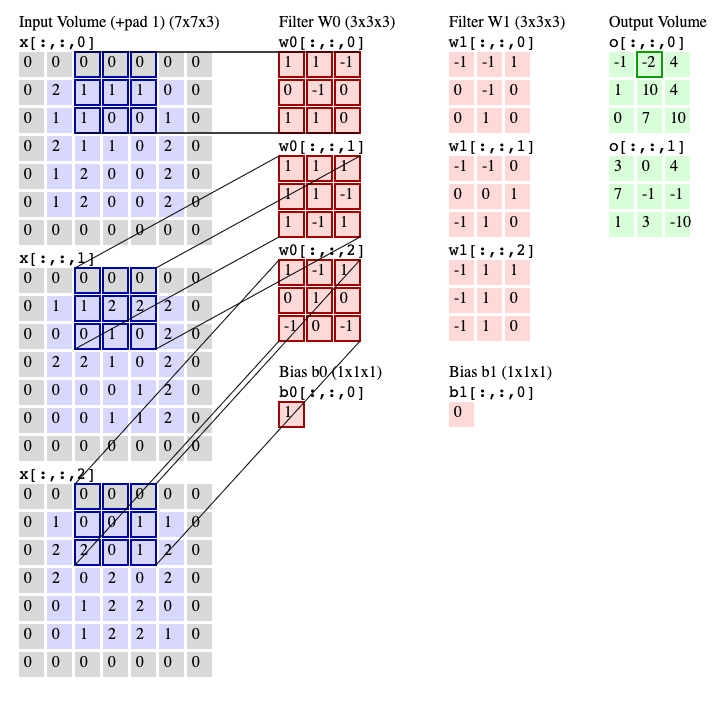 Input Volume (+pad 1) (7x7x3)
x[:,:,0]
0 0 0 0 0 0 0
0 2 1 1 1 0 0
0 1 1 0 0 1 0
0 2 1 1 0 2 0
0 1 2 0 0 2 0
0 1 2 0 0 2 0
0 0 0 0 0 0 0
x[:,:,1]
0 0 0 0 0 0 0
0 1 1 2 2 2 0
0 0 0 1 0 2 0
0 2 2 1 0 2 0
0 0 0 0 1 2 0
0 0 0 1 1 2 0
0 0 0 0 0 0 0
x[:,:,2]
0 0 0 0 0 0 0
0 1 0 0 1 1 0
0 2 2 0 1 2 0
0 2 0 2 0 2 0
0 0 1 2 2 0 0
0 0 1 2 2 1 0
0 0 0 0 0 0 0
Filter W0 (3x3x3)
w0[:,:,0]
1 1 -1
0 -1 0
1 1 0
w0[:,:,1]
1 1 1
1 1 -1
1 -1 1
w0[:,:,2]
1 -1 1
0 1 0
-1 0 -1
Bias b0 (1x1x1)
b0[:,:,0]
1
Filter W1 (3x3x3)
w1[:,:,0]
-1 -1 1
0 -1 0
0 1 0
w1[:,:,1]
-1 -1 0
0 0 1
-1 1 0
w1[:,:,2]
-1 1 1
-1 1 0
-1 1 0
Bias b1 (1x1x1)
b1[:,:,0]
0
Output Volume
o[:,:,0]
-1 -2 4
1 10 4
0 7 10
o[:,:,1]
3 0 4
7 -1 -1
1 3 -10